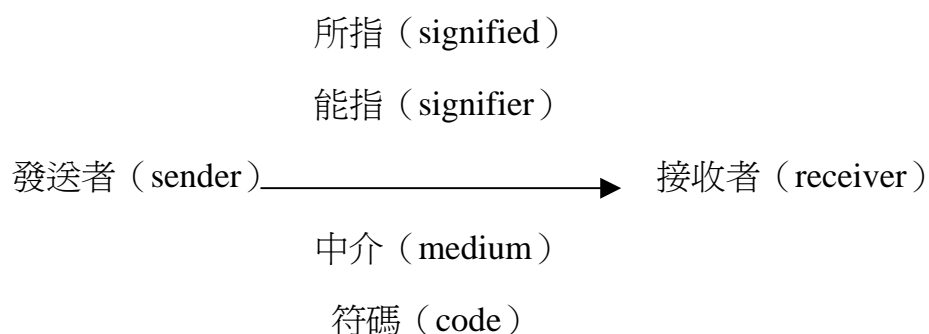 所指（signified）
能指（signifier）
發送者（sender） 接收者（receiver）
中介（medium）
符碼（code）